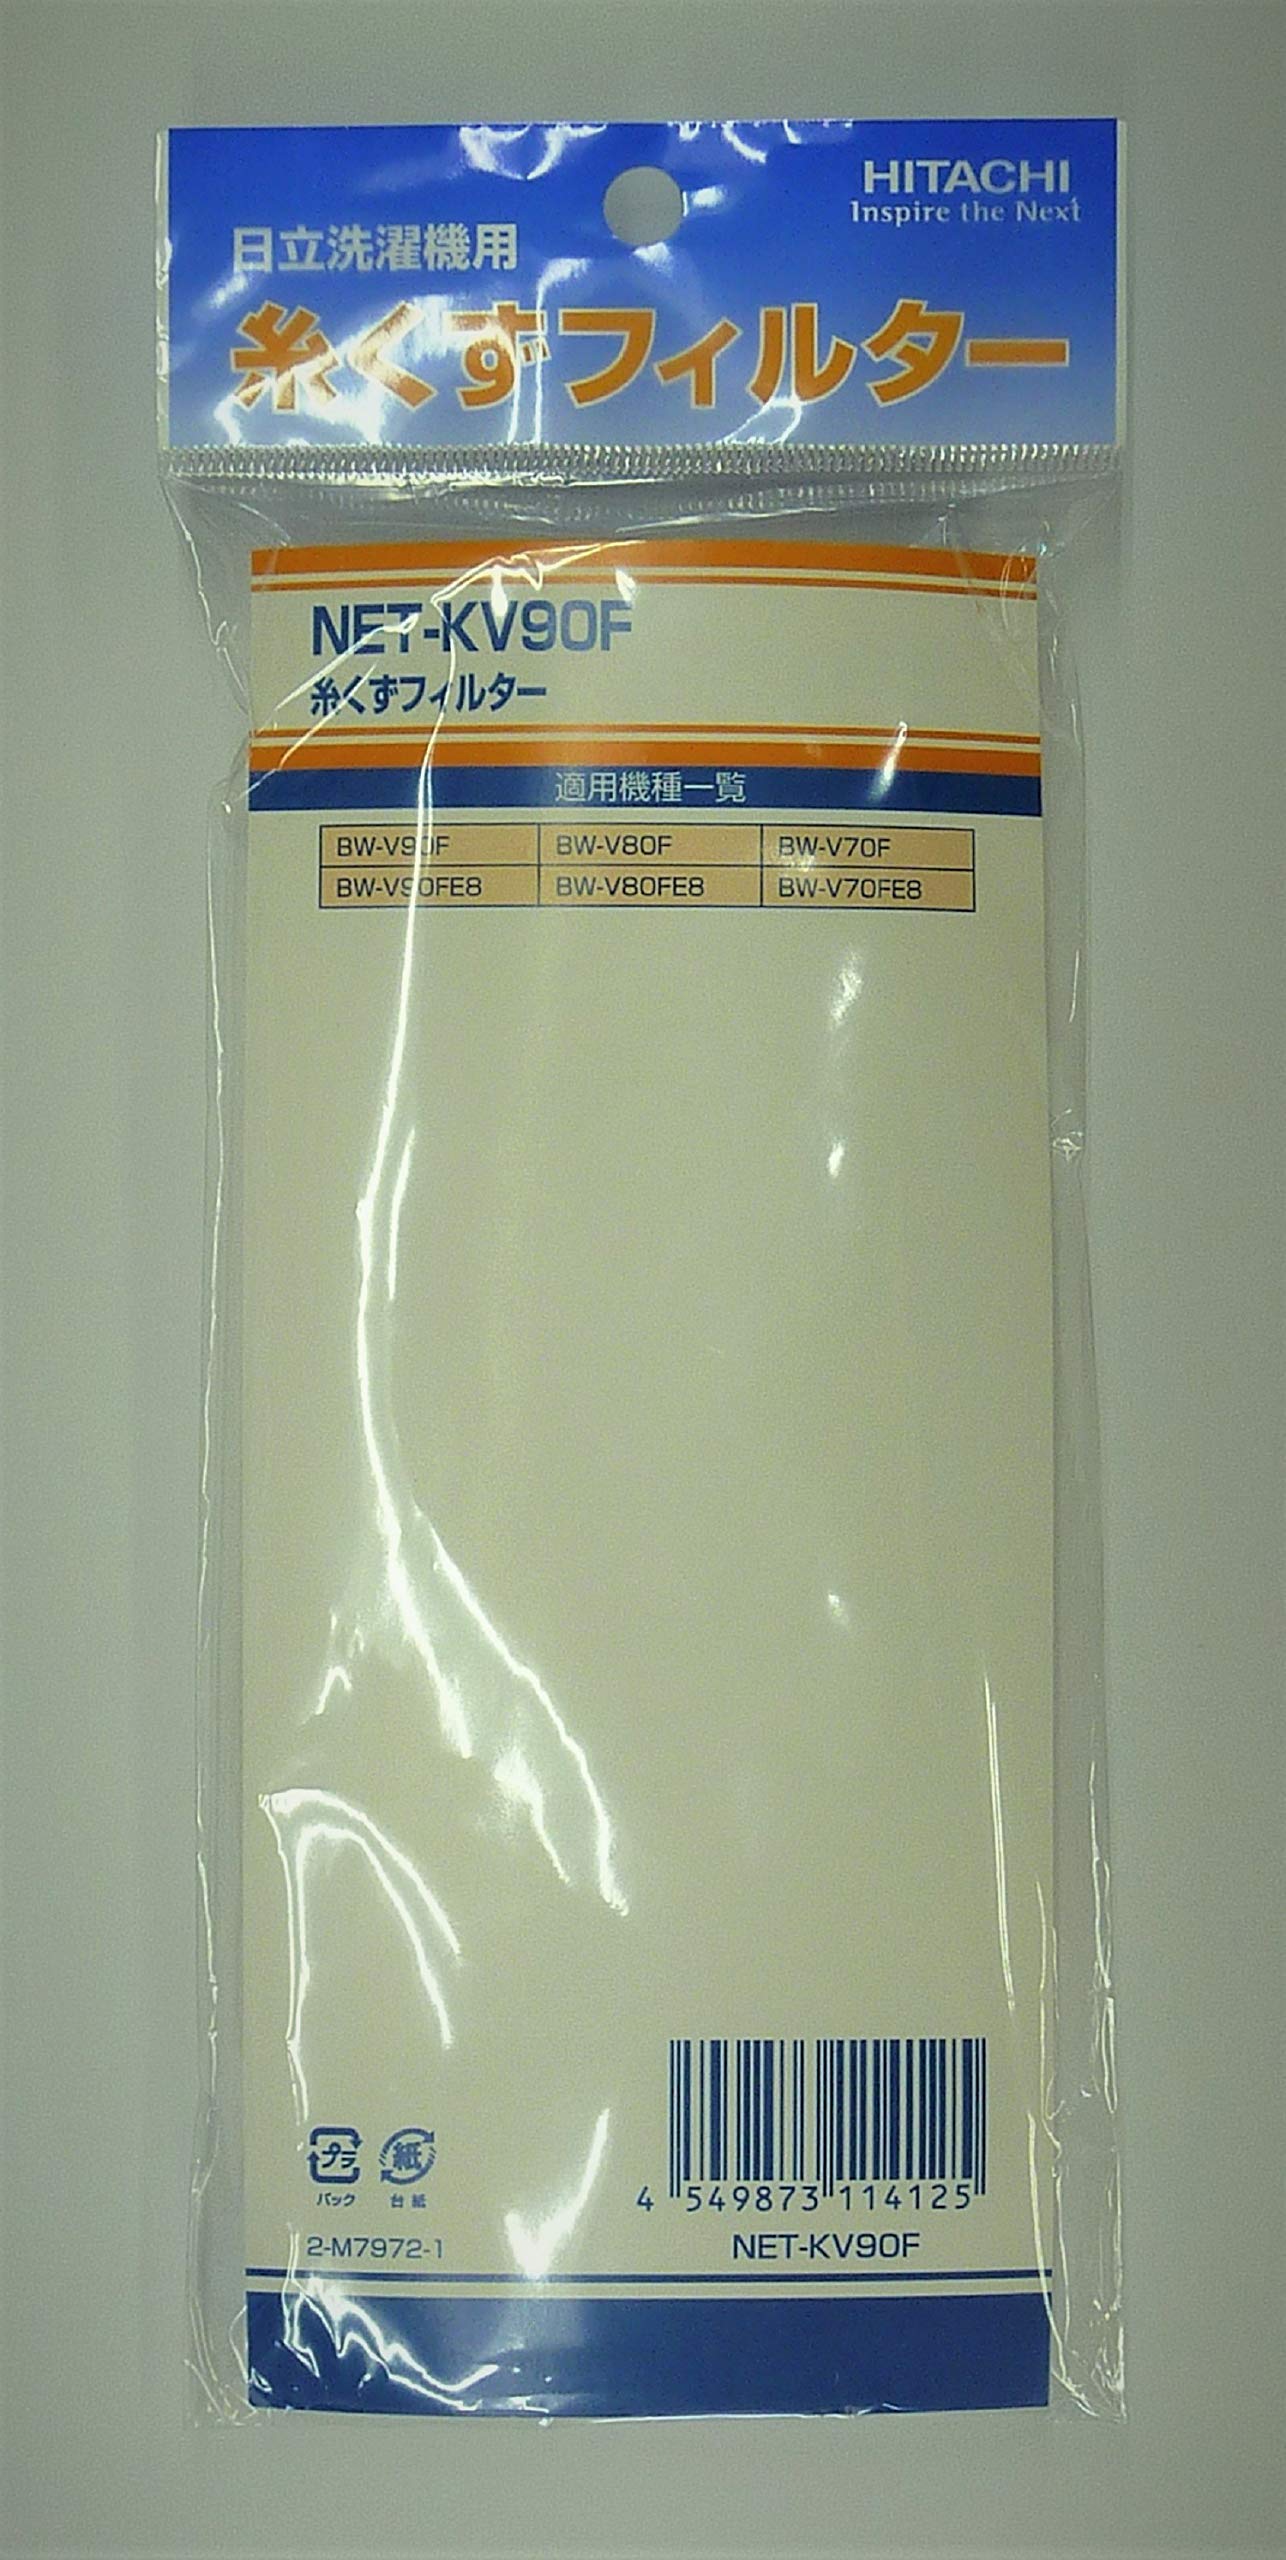 HITACHI
Inspire the Next
日立洗濯機用
糸くずフィルター
NET-KV90F
糸くずフィルター
適用機種一覧
BW-V90F BW-V80F BW-V70F
BW-V90FE8 BW-V80FE8 BW-V70FE8
プラ 紙
パック 台紙
4 549873 114125
2-M7972-1 NET-KV90F